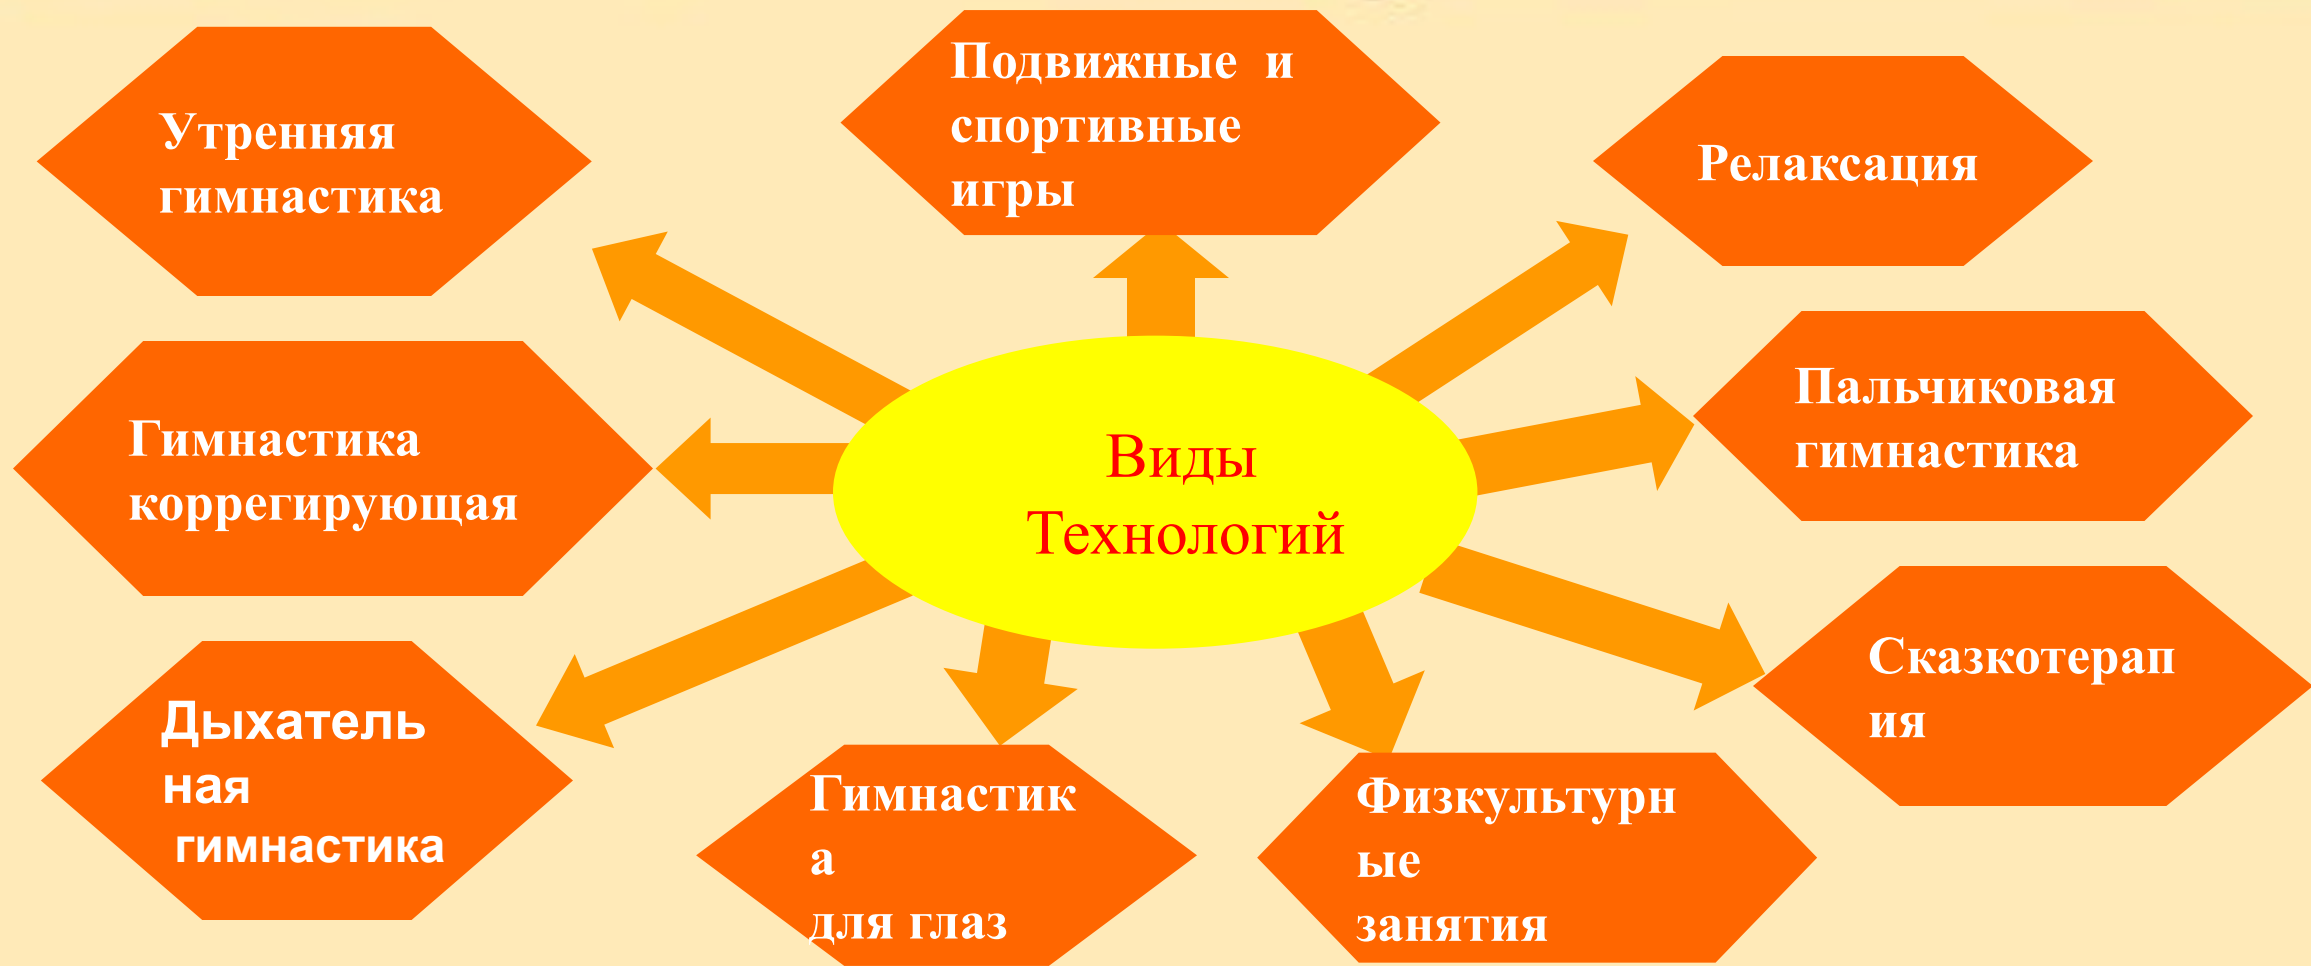 Утренняя
гимнастика
Подвижные и
спортивные
игры
Релаксация
Гимнастика
коррегирующая
Виды
Технологий
Пальчиковая
гимнастика
Дыхатель
ная
гимнастика
Гимнастик
а
для глаз
Физкультурн
ые
занятия
Сказкотерап
ия